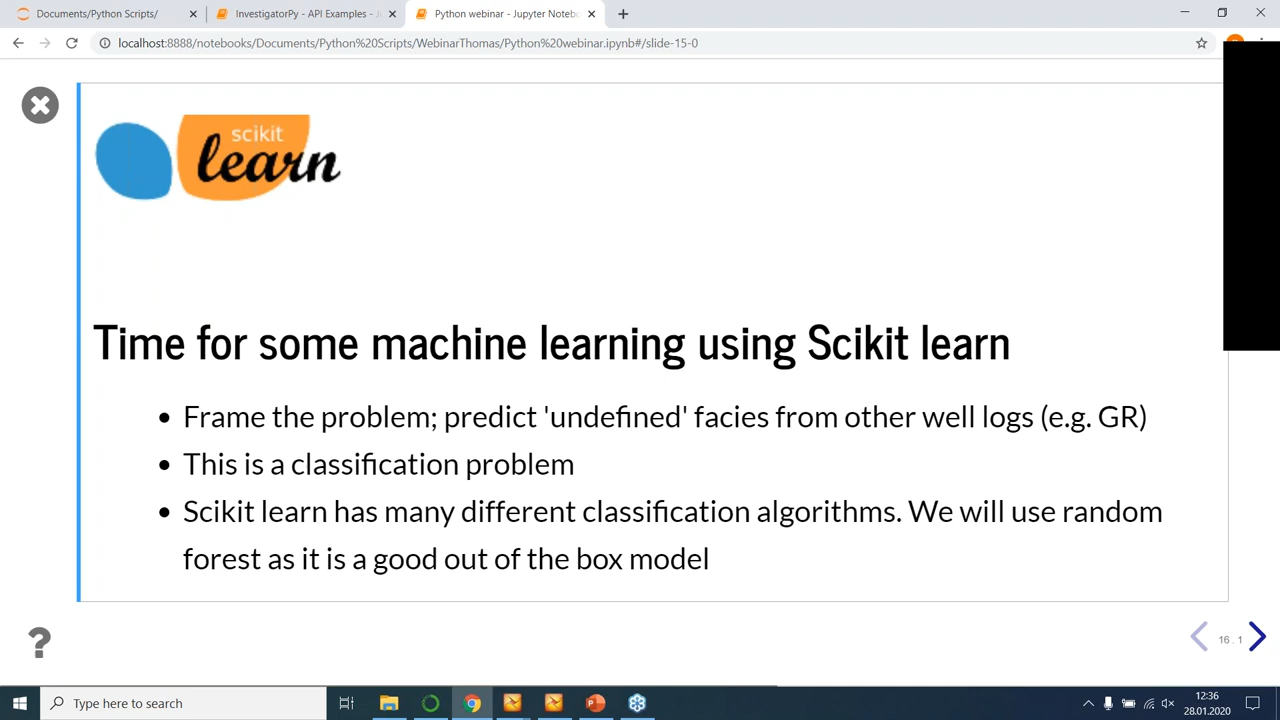 Documents/Python Scripts/
InvestigatorPy - API Examples - J
Python webinar - Jupyter Notebo
localhost:8888/notebooks/Documents/Python%20Scripts/WebinarThomas/Python%20webinar.ipynb#/slide-15-0
scikit
learn
Time for some machine learning using Scikit learn
Frame the problem; predict 'undefined' facies from other well logs (e.g. GR)
This is a classification problem
Scikit learn has many different classification algorithms. We will use random
forest as it is a good out of the box model
?
16 . 1
Type here to search
12:36
28.01.2020